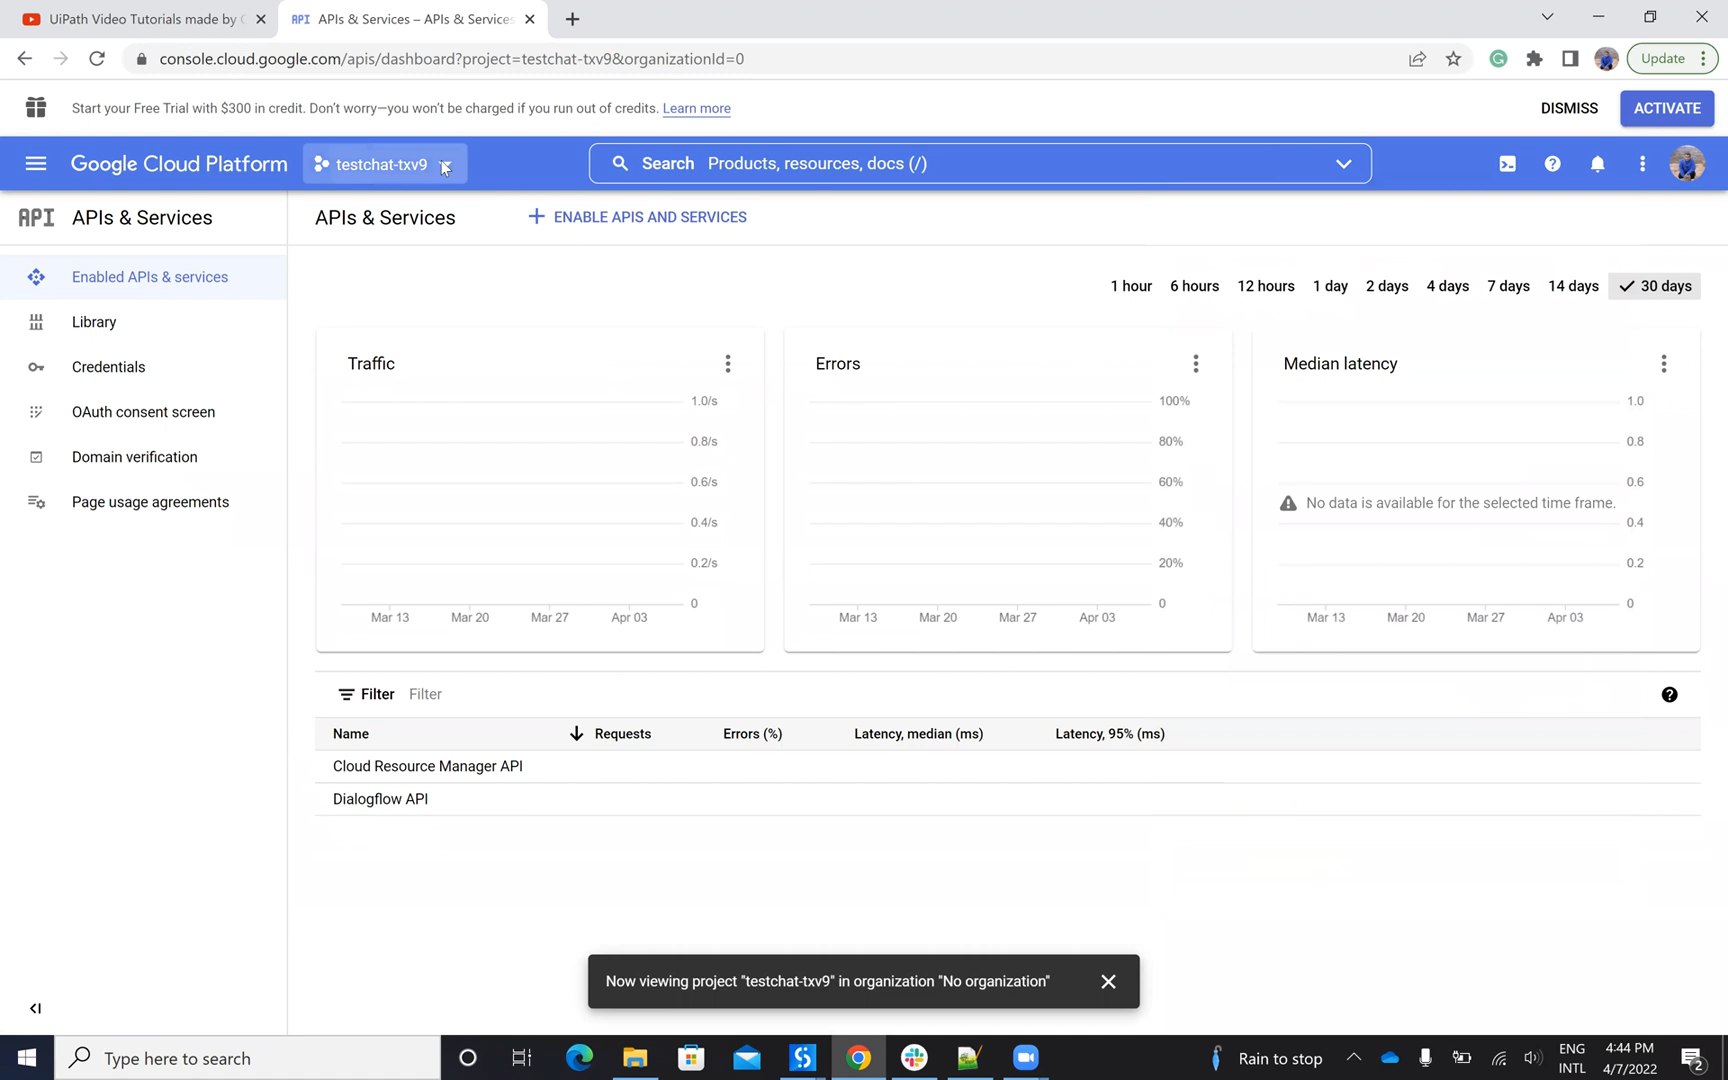 UiPath Video Tutorials made by
API APIs & Services – APIs & Services
console.cloud.google.com/apis/dashboard?project=testchat-txv9&organizationId=0
Update
Start your Free Trial with $300 in credit. Don't worry—you won't be charged if you run out of credits. Learn more
DISMISS
ACTIVATE
Google Cloud Platform
testchat-txv9
Search Products, resources, docs (/)
API APIs & Services
APIs & Services
ENABLE APIS AND SERVICES
Enabled APIs & services
Library
Credentials
OAuth consent screen
Domain verification
Page usage agreements
1 hour 6 hours 12 hours 1 day 2 days 4 days 7 days 14 days 30 days
Traffic
1.0/s
0.8/s
0.6/s
0.4/s
0.2/s
0
Mar 13 Mar 20 Mar 27 Apr 03
Errors
100%
80%
60%
40%
20%
0
Mar 13 Mar 20 Mar 27 Apr 03
Median latency
1.0
0.8
0.6
No data is available for the selected time frame.
0.4
0.2
0
Mar 13 Mar 20 Mar 27 Apr 03
Filter Filter
Name Requests Errors (%) Latency, median (ms) Latency, 95% (ms)
Cloud Resource Manager API
Dialogflow API
Now viewing project "testchat-txv9" in organization "No organization"
Type here to search
Rain to stop
ENG
INTL
4:44 PM
4/7/2022
2